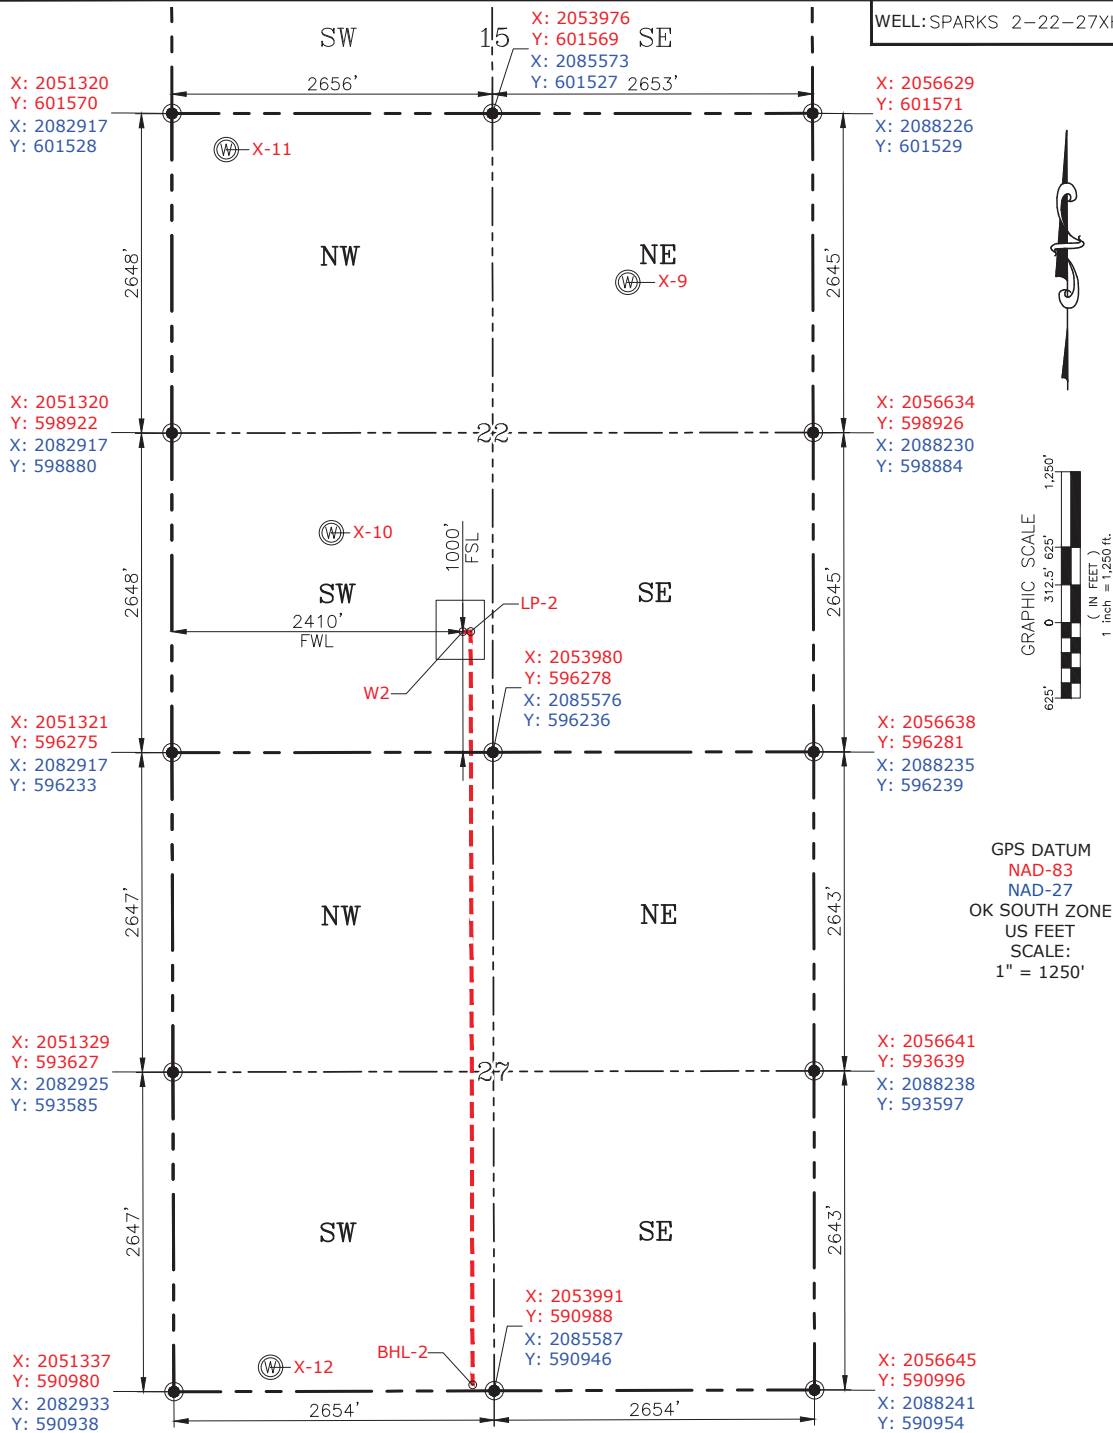 WELL: SPARKS 2-22-27XH
SW
15
SE
X: 2053976
Y: 601569
X: 2085573
Y: 601527
2656'
2653'
X: 2051320
Y: 601570
X: 2082917
Y: 601528
X: 2056629
Y: 601571
X: 2088226
Y: 601529
X-11
NW
NE
X-9
2648'
2645'
X: 2051320
Y: 598922
X: 2082917
Y: 598880
22
X: 2056634
Y: 598926
X: 2088230
Y: 598884
X-10
1000'
FSL
SW
SE
2648'
2645'
LP-2
2410'
FWL
W2
X: 2053980
Y: 596278
X: 2085576
Y: 596236
GRAPHIC SCALE
625' 0 312.5' 625' 1,250'
( IN FEET )
1 inch = 1,250 ft.
X: 2051321
Y: 596275
X: 2082917
Y: 596233
X: 2056638
Y: 596281
X: 2088235
Y: 596239
GPS DATUM
NAD-83
NAD-27
OK SOUTH ZONE
US FEET
SCALE:
1" = 1250'
NW
NE
2647'
2643'
X: 2051329
Y: 593627
X: 2082925
Y: 593585
27
X: 2056641
Y: 593639
X: 2088238
Y: 593597
SW
SE
2647'
2643'
X: 2053991
Y: 590988
X: 2085587
Y: 590946
BHL-2
X-12
X: 2051337
Y: 590980
X: 2082933
Y: 590938
X: 2056645
Y: 590996
X: 2088241
Y: 590954
2654'
2654'